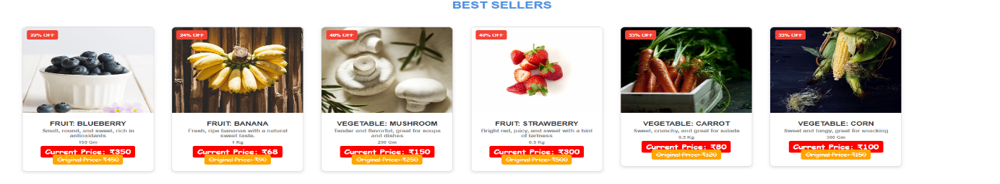 BEST SELLERS
22% OFF
FRUIT: BLUEBERRY
Small, round, and sweet, rich in
antioxidants
150 Gm
Current Price: ₹350
Original Price: ₹450
24% OFF
FRUIT: BANANA
Fresh, ripe bananas with a natural
sweet taste.
1 Kg
Current Price: ₹68
Original Price: ₹90
40% OFF
VEGETABLE: MUSHROOM
Tender and flavorful, great for soups
and dishes
250 Gm
Current Price: ₹150
Original Price: ₹250
40% OFF
FRUIT: STRAWBERRY
Bright red, juicy, and sweet with a hint
of tartness
0.5 Kg
Current Price: ₹300
Original Price: ₹500
33% OFF
VEGETABLE: CARROT
Sweet, crunchy, and great for salads
0.5 Kg
Current Price: ₹80
Original Price: ₹120
33% OFF
VEGETABLE: CORN
Sweet and tangy, great for snacking
300 Gm
Current Price: ₹100
Original Price: ₹150